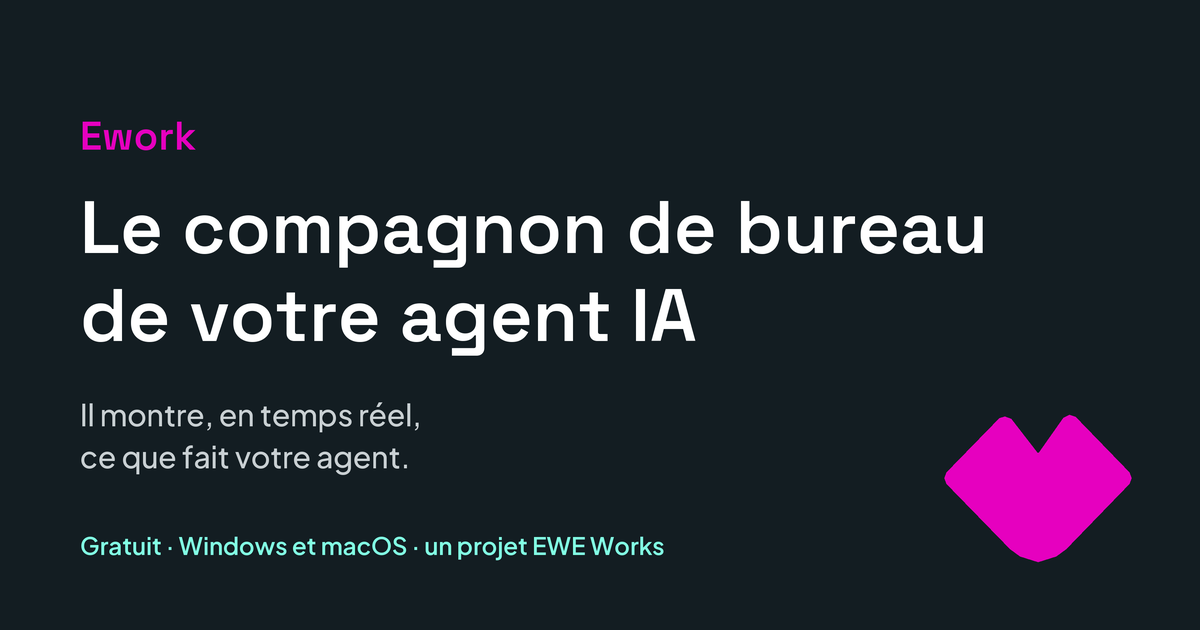 Ework
Le compagnon de bureau
de votre agent IA
Il montre, en temps réel,
ce que fait votre agent.
Gratuit · Windows et macOS · un projet EWE Works